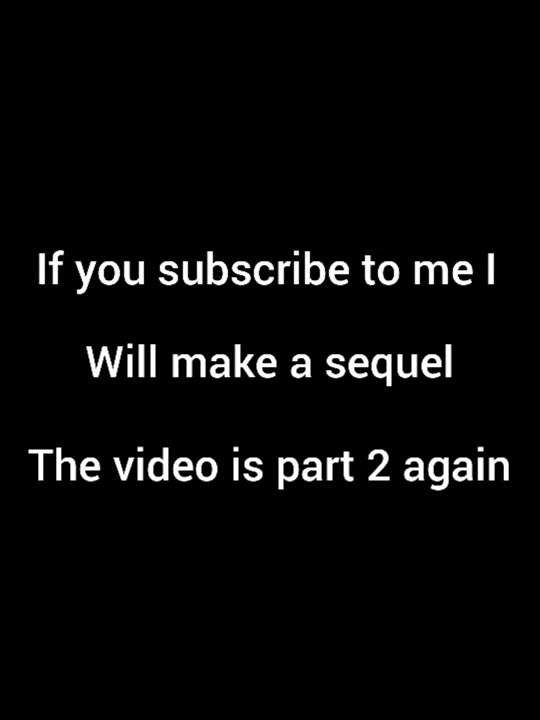 If you subscribe to me I
Will make a sequel
The video is part 2 again